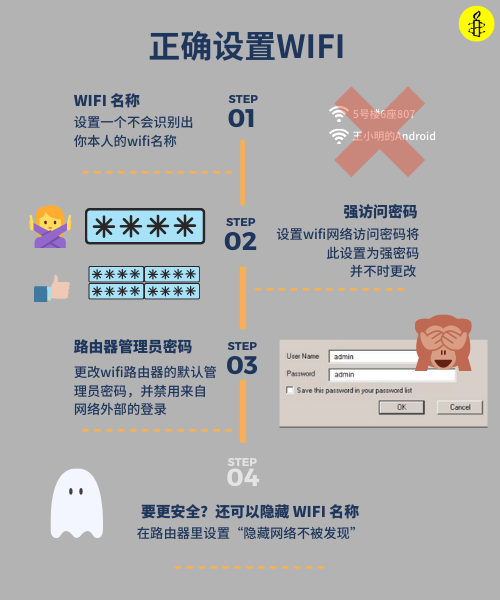 正确设置WIFI
WIFI 名称
设置一个不会识别出
你本人的wifi名称
STEP
01
5号楼6座807
王小明的Android
STEP
02
强访问密码
设置wifi网络访问密码将
此设置为强密码
并不时更改
****
**** ****
**** ****
路由器管理员密码
更改wifi路由器的默认管
理员密码，并禁用来自
网络外部的登录
STEP
03
User Name admin
Password admin
Save this password in your password list
OK Cancel
STEP
04
要更安全？还可以隐藏 WIFI 名称
在路由器里设置“隐藏网络不被发现”